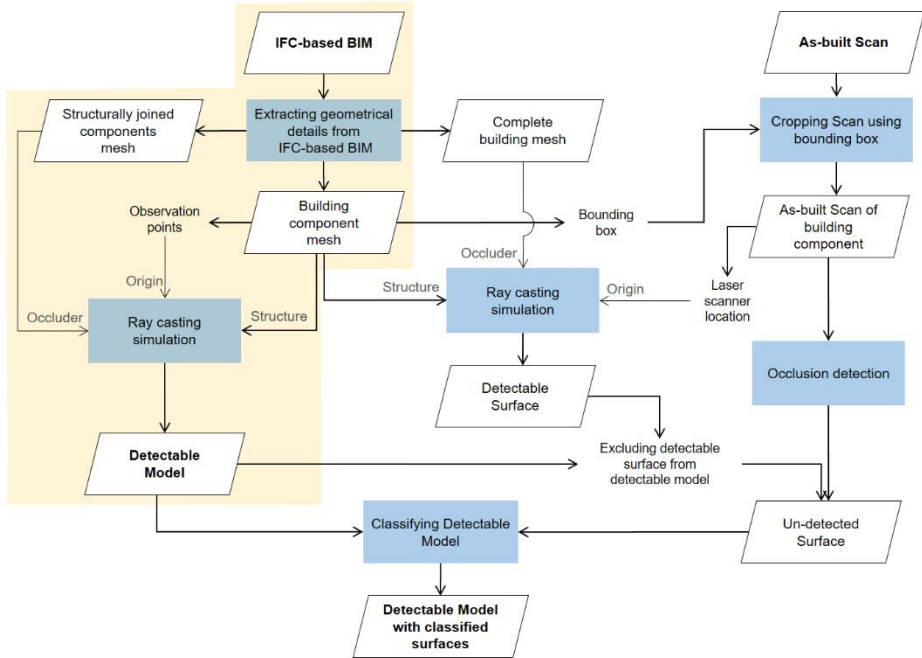 IFC-based BIM
As-built Scan
Structurally joined
components
mesh
Extracting geometrical
details from
IFC-based BIM
Complete
building mesh
Cropping Scan using
bounding box
Observation
points
Building
component
mesh
Bounding
box
As-built Scan of
building
component
Occluder
Origin
Structure
Origin
Laser
scanner
location
Occluder
Structure
Ray casting
simulation
Ray casting
simulation
Occlusion detection
Detectable
Surface
Detectable
Model
Excluding detectable
surface from
detectable model
Classifying Detectable
Model
Un-detected
Surface
Detectable Model
with classified
surfaces